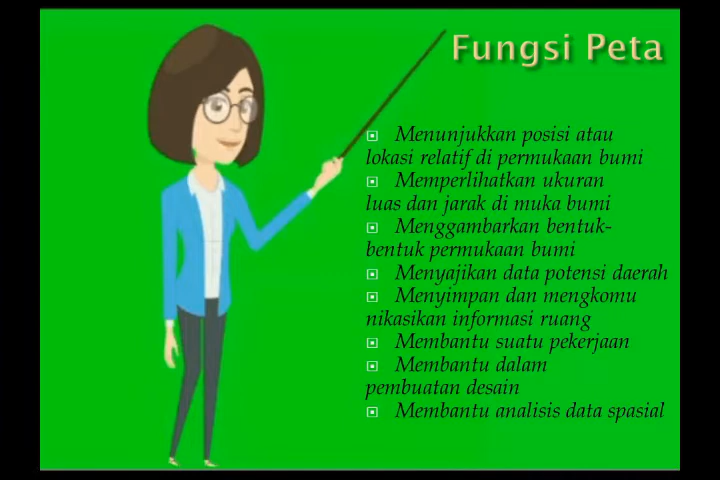 Fungsi Peta
Menunjukkan posisi atau
lokasi relatif di permukaan bumi
Memperlihatkan ukuran
luas dan jarak di muka bumi
Menggambarkan bentuk-
bentuk permukaan bumi
Menyajikan data potensi daerah
Menyimpan dan mengkomu
nikasikan informasi ruang
Membantu suatu pekerjaan
Membantu dalam
pembuatan desain
Membantu analisis data spasial